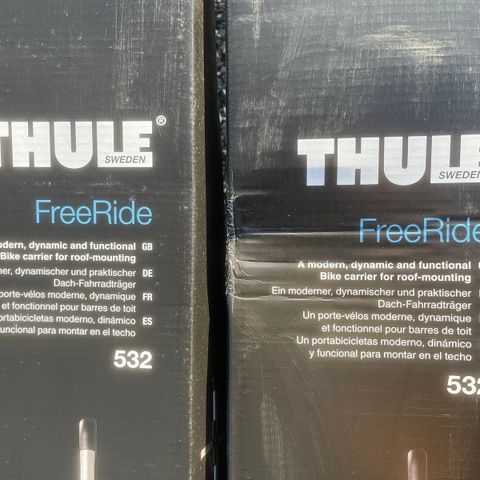 THULE®
SWEDEN
FreeRide
modern, dynamic and functional GB
Bike carrier for roof-mounting
dynamischer und praktischer DE
Dach-Fahrradträger
porte-vélos moderne, dynamique FR
et fonctionnel pour barres de toit
moderno, dinámico ES
funcional para montar en el techo
532
THULE
SWEDEN
FreeRide
A modern, dynamic and functional
Bike carrier for roof-mounting
Ein moderner, dynamischer und praktischer
Dach-Fahrradträger
Un porte-vélos moderne, dynamique
et fonctionnel pour barres de toit
Un portabicicletas moderno, dinámico
y funcional para montar en el techo
532